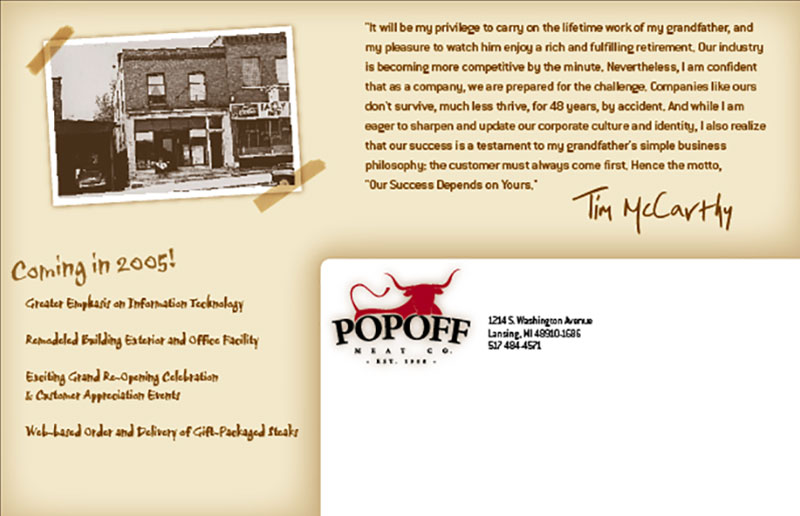 "It will be my privilege to carry on the lifetime work of my grandfather, and
my pleasure to watch him enjoy a rich and fulfilling retirement. Our industry
is becoming more competitive by the minute. Nevertheless, I am confident
that as a company, we are prepared for the challenge. Companies like ours
don't survive, much less thrive, for 48 years, by accident. And while I am
eager to sharpen and update our corporate culture and identity, I also realize
that our success is a testament to my grandfather's simple business
philosophy: the customer must always come first. Hence the motto,
"Our Success Depends on Yours."
Tim McCarthy
Coming in 2005!
Greater Emphasis on Information Technology
Remodeled Building Exterior and Office Facility
Exciting Grand Re-Opening Celebration
& Customer Appreciation Events
Web-based Order and Delivery of Gift-Packaged Steaks
POPOFF
MEAT CO.
- EST. -
1214 S. Washington Avenue
Lansing, MI 48910-1686
517 484-4571